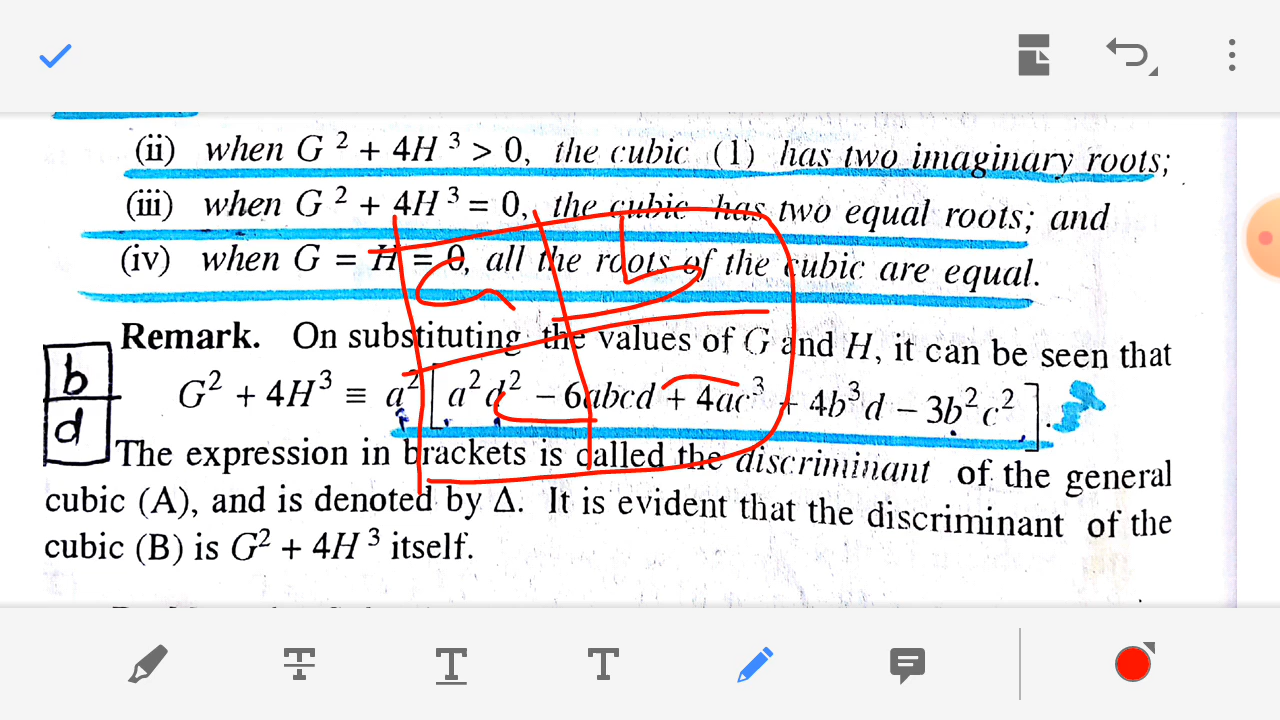 (ii) when G² + 4H³ > 0, the cubic (1) has two imaginary roots;
(iii) when G² + 4H³ = 0, the cubic has two equal roots; and
(iv) when G = H = 0, all the roots of the cubic are equal.
Remark. On substituting the values of G and H, it can be seen that
b
G² + 4H³ ≡ a² [a²d² − 6abcd + 4ac³ + 4b³d − 3b²c²].
d
The expression in brackets is called the discriminant of the general
cubic (A), and is denoted by Δ. It is evident that the discriminant of the
cubic (B) is G² + 4H³ itself.
T
T
T